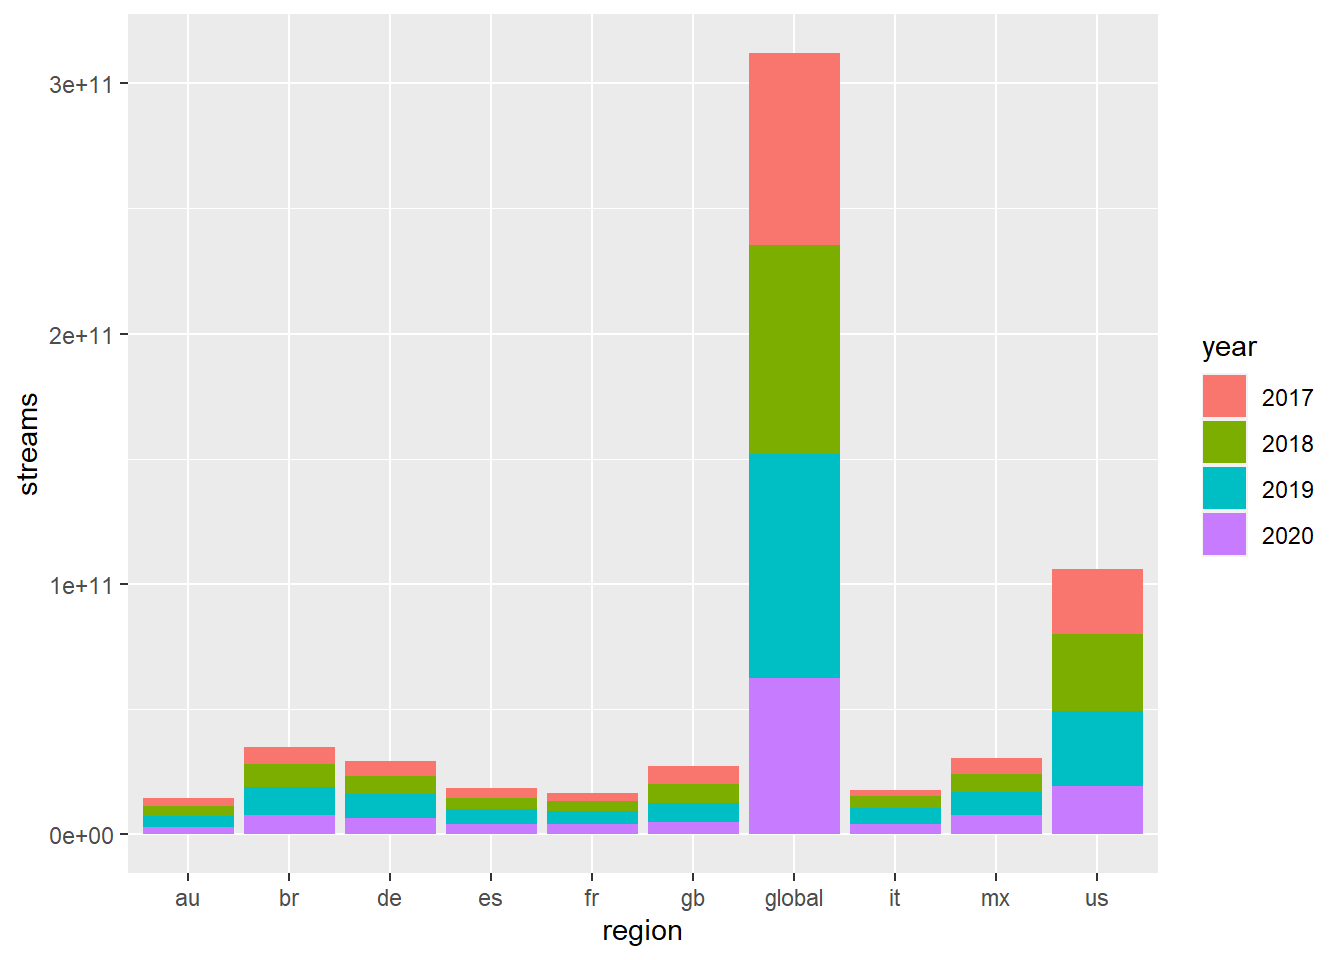 3e+11
2e+11
1e+11
0e+00
streams
au br de es fr gb global it mx us
region
year
2017
2018
2019
2020